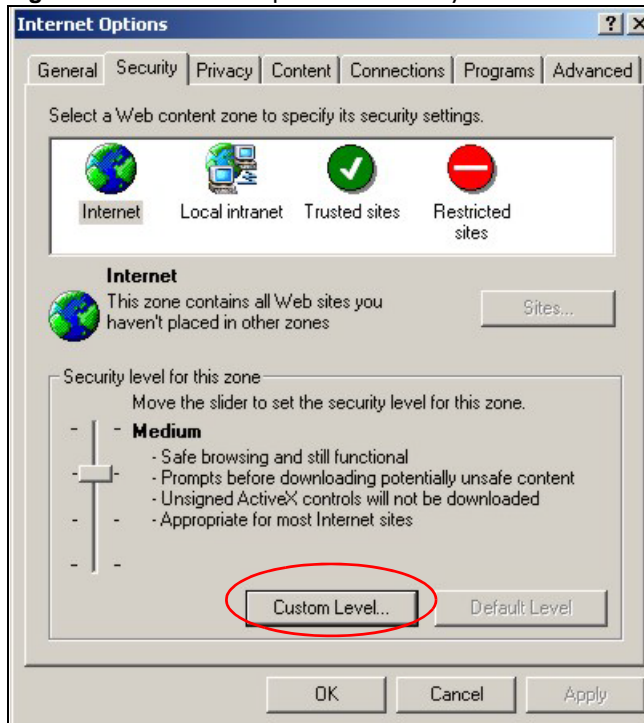 Internet Options
General Security Privacy Content Connections Programs Advanced
Select a Web content zone to specify its security settings.
Internet Local intranet Trusted sites Restricted
sites
Internet
This zone contains all Web sites you
haven't placed in other zones
Sites...
Security level for this zone
Move the slider to set the security level for this zone.
Medium
- Safe browsing and still functional
- Prompts before downloading potentially unsafe content
- Unsigned ActiveX controls will not be downloaded
- Appropriate for most Internet sites
Custom Level... Default Level
OK Cancel Apply